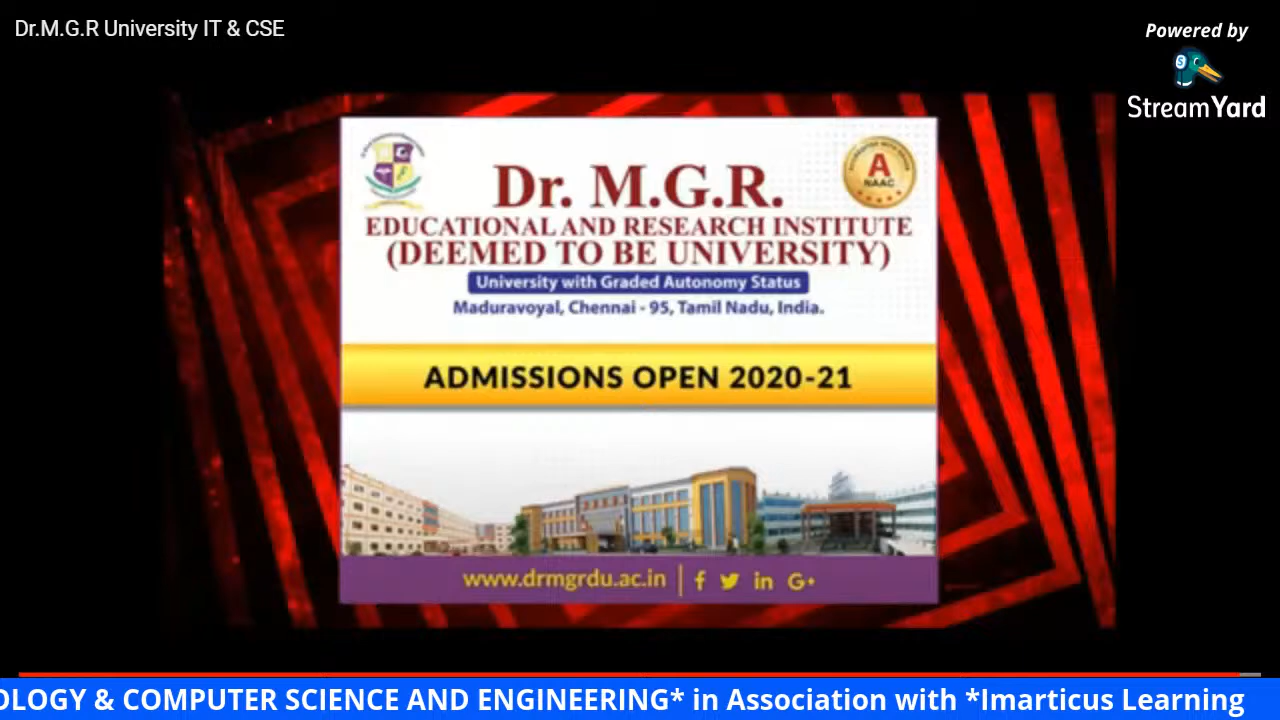 Dr.M.G.R University IT & CSE
Powered by
S
StreamYard
A
NAAC
Dr. M.G.R.
EDUCATIONAL AND RESEARCH INSTITUTE
(DEEMED TO BE UNIVERSITY)
University with Graded Autonomy Status
Maduravoyal, Chennai - 95, Tamil Nadu, India.
ADMISSIONS OPEN 2020-21
www.drmgrdu.ac.in | f in G+
OLOGY & COMPUTER SCIENCE AND ENGINEERING* in Association with *Imarticus Learning